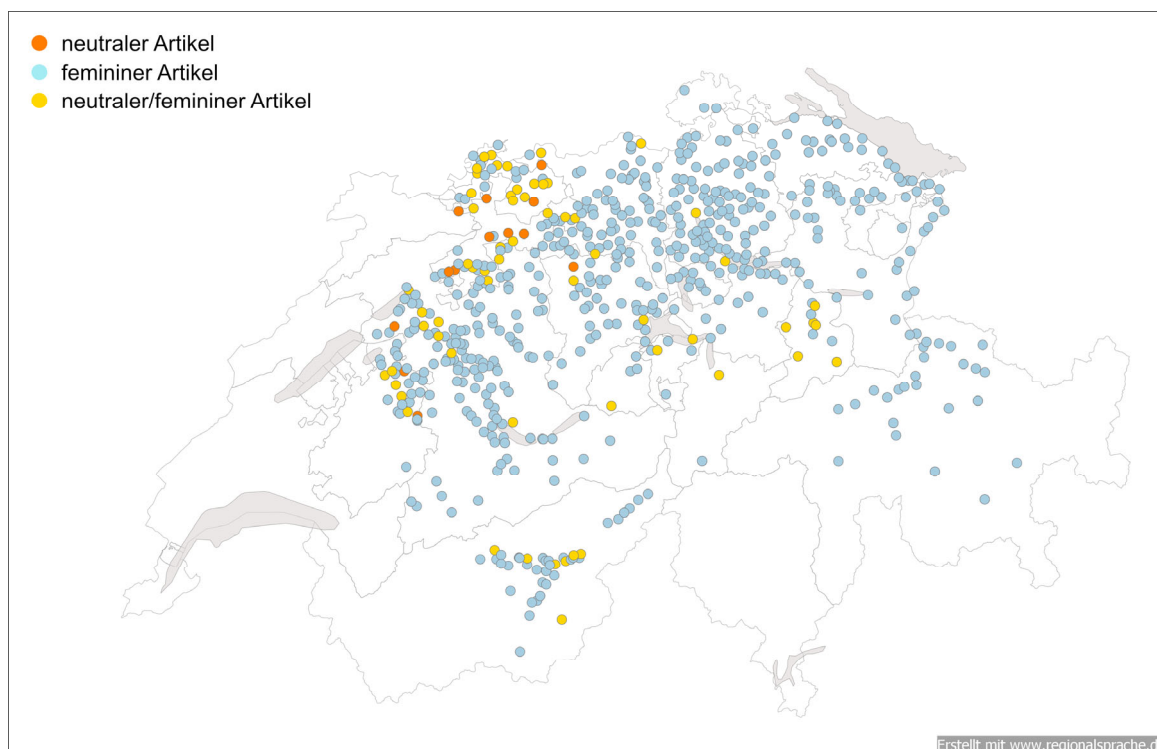 neutraler Artikel
femininer Artikel
neutraler/femininer Artikel
Erstellt mit www.regionalsprache.d